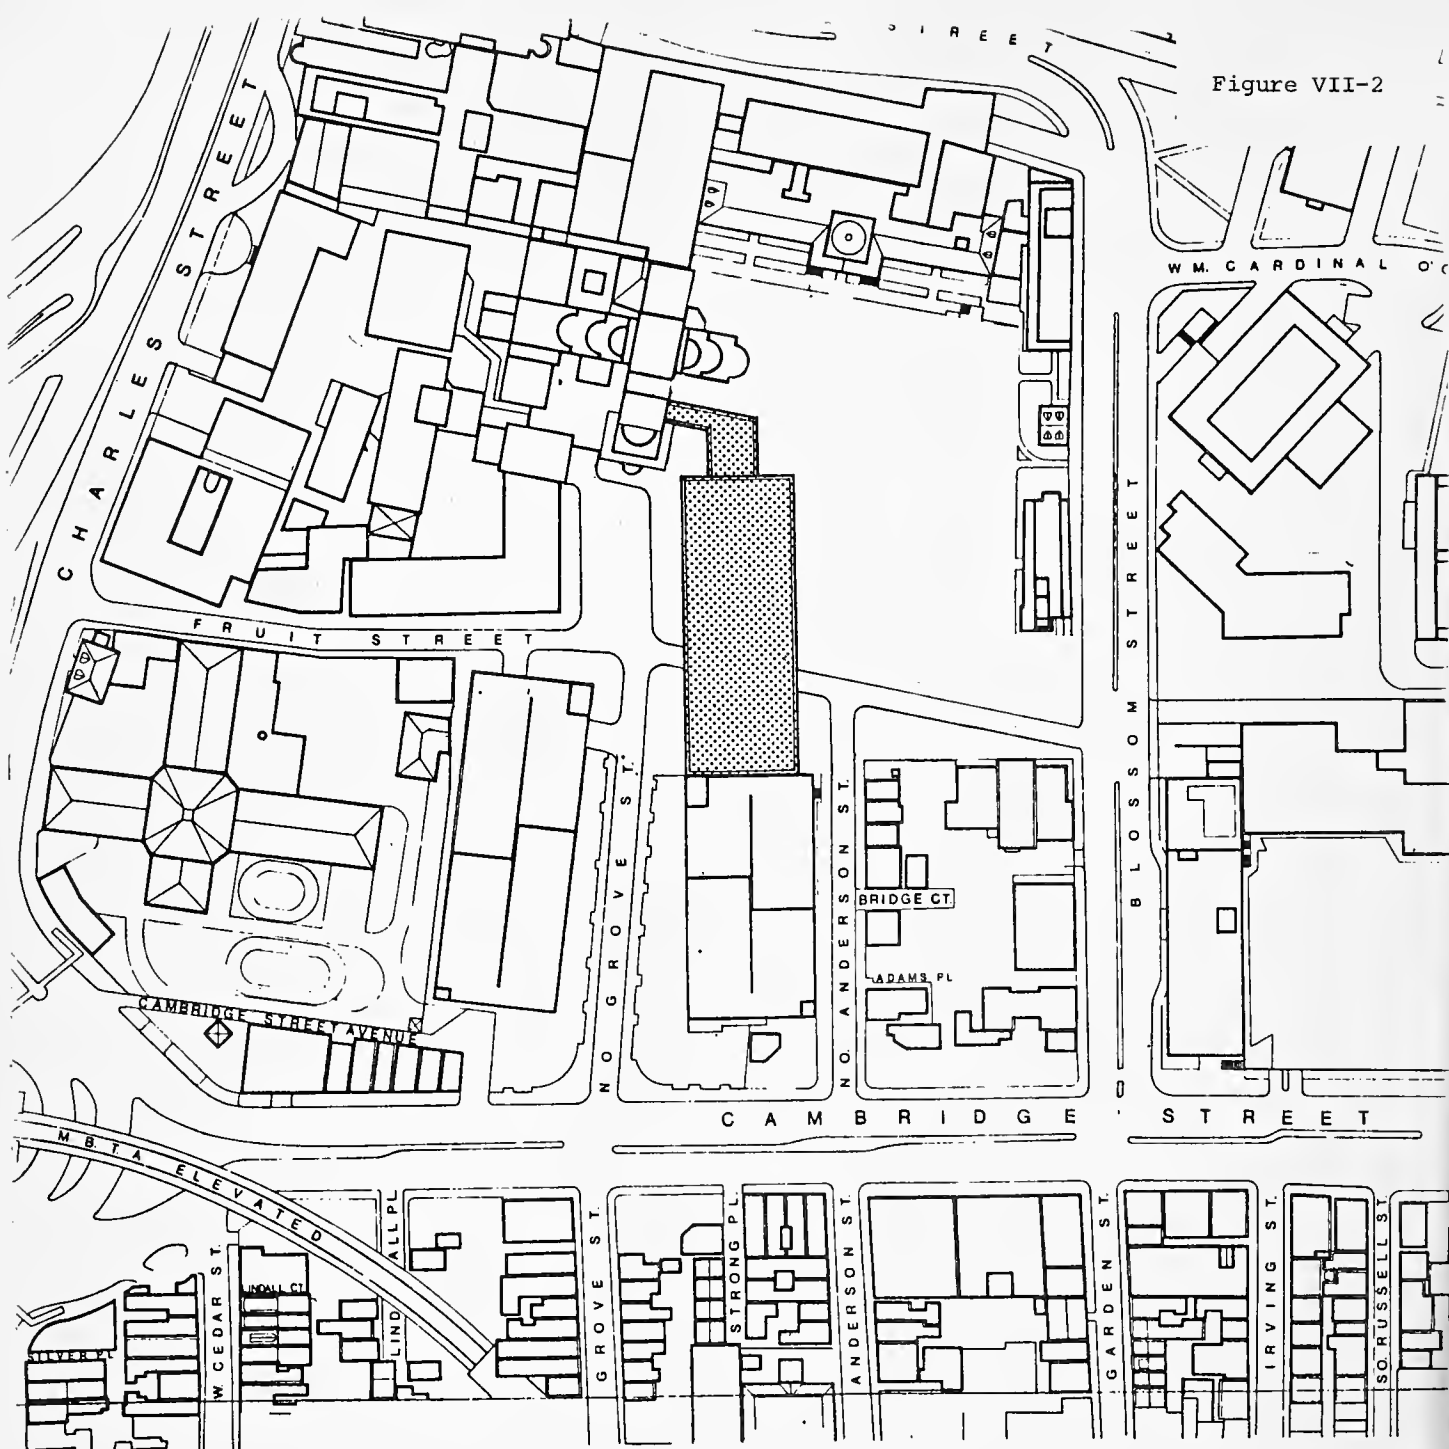 STREET
Figure VII-2
CHARLES STREET
WM. CARDINAL O'C
BLOSSOM STREET
FRUIT STREET
NO. GROVE ST.
NO. ANDERSON ST.
BRIDGE CT.
ADAMS PL
CAMBRIDGE STREET AVENUE
CAMBRIDGE STREET
M.B.T.A ELEVATED
W. CEDAR ST.
LINDALL CT
LINDALL PL.
GROVE ST.
STRONG PL.
ANDERSON ST.
GARDEN ST.
IRVING ST.
SO. RUSSELL ST.
SILVER PL